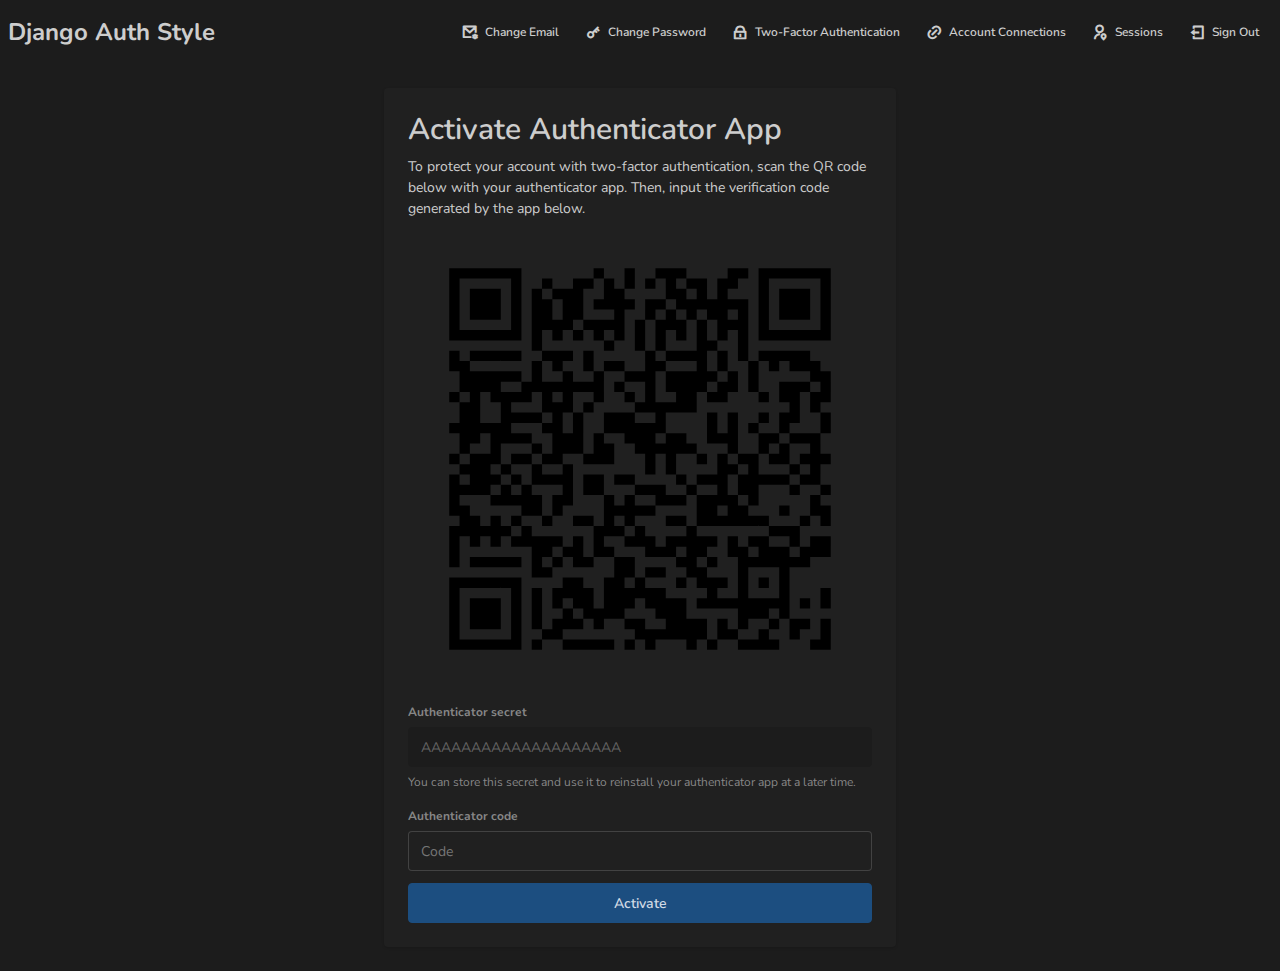 Django Auth Style
Change Email
Change Password
Two-Factor Authentication
Account Connections
Sessions
Sign Out
Activate Authenticator App
To protect your account with two-factor authentication, scan the QR code
below with your authenticator app. Then, input the verification code
generated by the app below.
Authenticator secret
AAAAAAAAAAAAAAAAAAAA
You can store this secret and use it to reinstall your authenticator app at a later time.
Authenticator code
Code
Activate